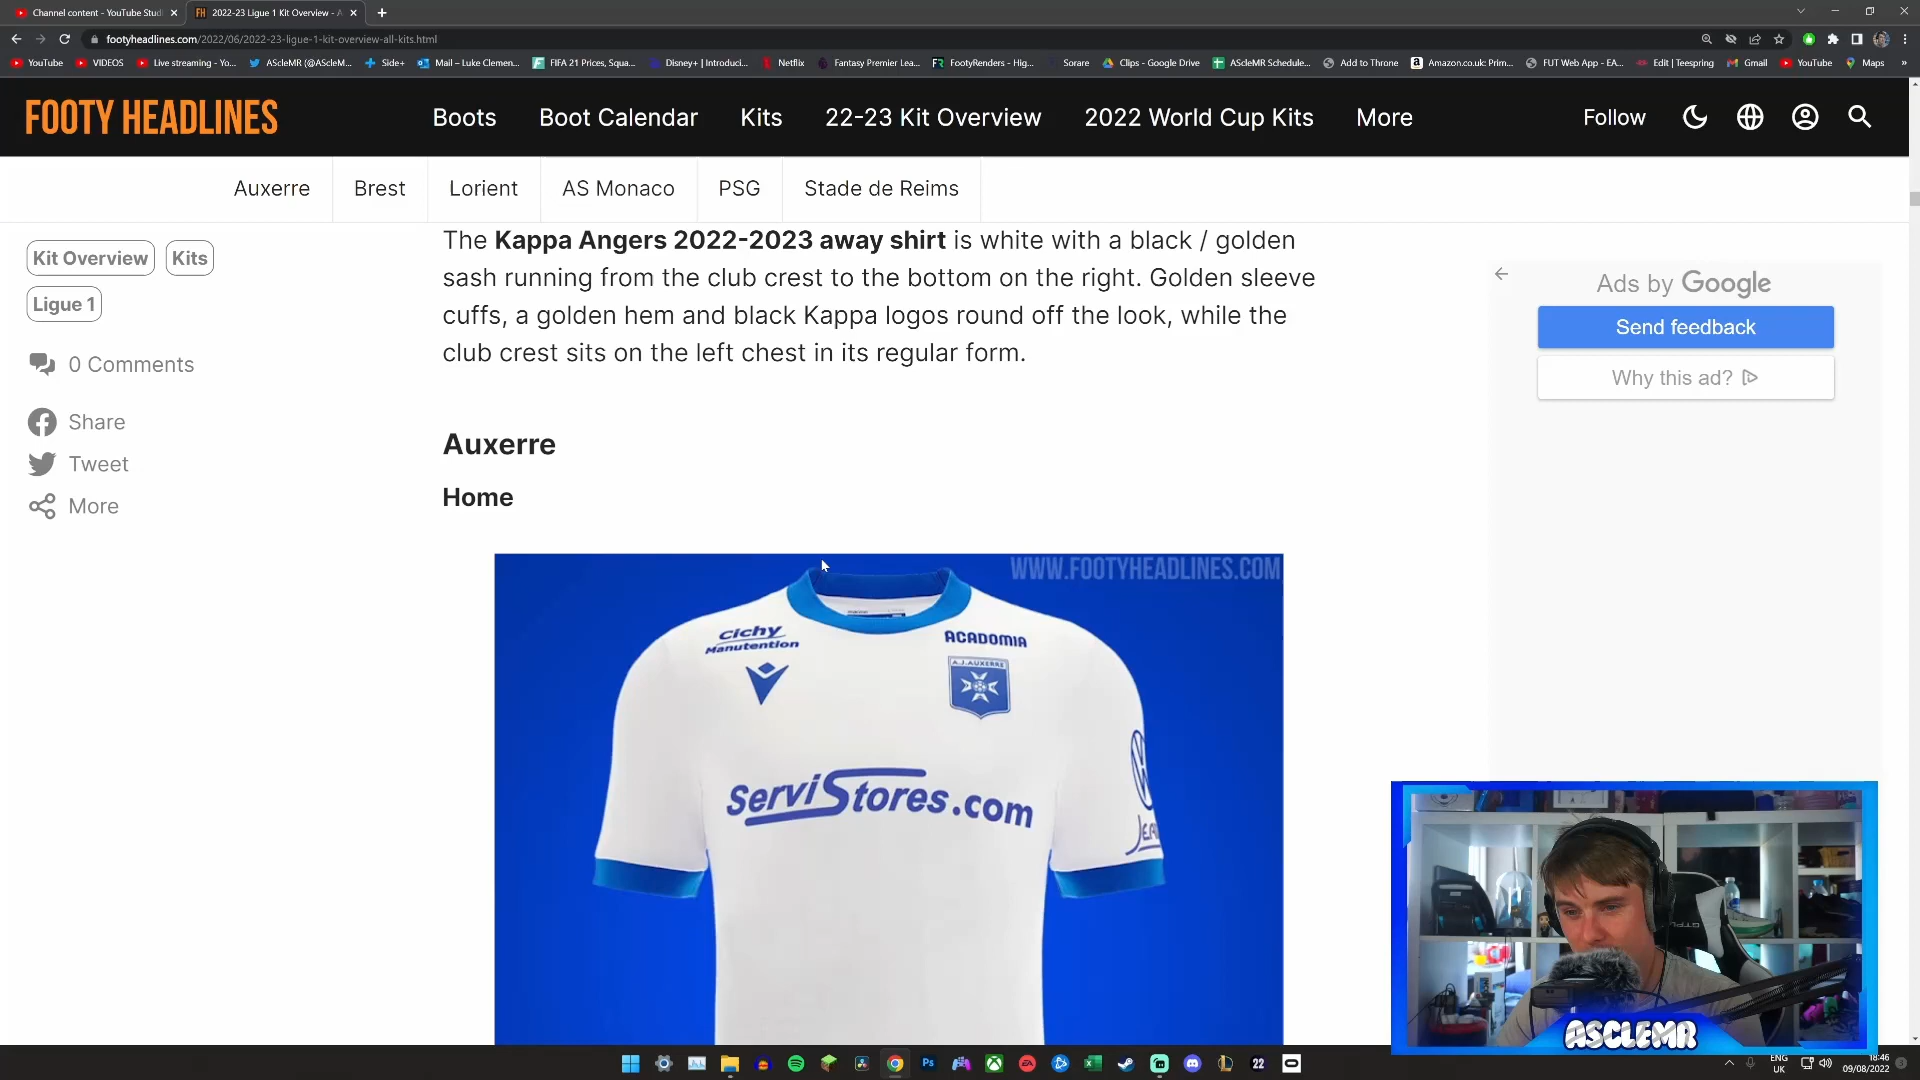 Channel content - YouTube Studi
2022-23 Ligue 1 Kit Overview - A
footyheadlines.com/2022/06/2022-23-ligue-1-kit-overview-all-kits.html
YouTube VIDEOS Live streaming - Yo... AScleMR (@AScleM... Side+ Mail – Luke Clemen... FIFA 21 Prices, Squa... Disney+ | Introduci... Netflix Fantasy Premier Lea... FootyRenders - Hig... Sorare Clips - Google Drive AScleMR Schedule... Add to Throne Amazon.co.uk: Prim... FUT Web App - EA... Edit | Teespring Gmail YouTube Maps »
FOOTY HEADLINES Boots Boot Calendar Kits 22-23 Kit Overview 2022 World Cup Kits More Follow
Auxerre Brest Lorient AS Monaco PSG Stade de Reims
The Kappa Angers 2022-2023 away shirt is white with a black / golden
sash running from the club crest to the bottom on the right. Golden sleeve
cuffs, a golden hem and black Kappa logos round off the look, while the
club crest sits on the left chest in its regular form.
Kit Overview Kits
Ligue 1
0 Comments
Share
Tweet
More
Ads by Google
Send feedback
Why this ad?
Auxerre
Home
WWW.FOOTYHEADLINES.COM
Cichy
Manutention
ACADOMIA
A.J.AUXERRE
ServiStores.com
ASCLEMR
ENG
UK
18:46
09/08/2022
22